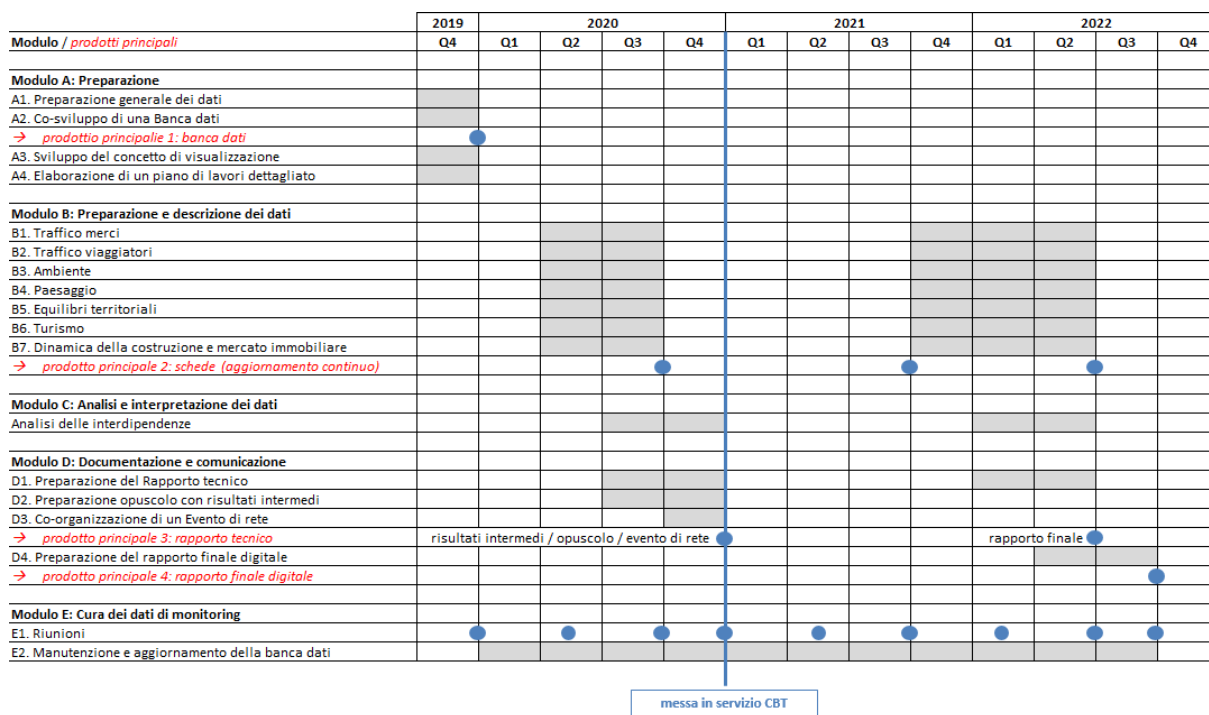 2019 2020 2021 2022
Modulo / prodotti principali Q4 Q1 Q2 Q3 Q4 Q1 Q2 Q3 Q4 Q1 Q2 Q3 Q4
Modulo A: Preparazione
A1. Preparazione generale dei dati
A2. Co-sviluppo di una Banca dati
→ prodottio principalie 1: banca dati
A3. Sviluppo del concetto di visualizzazione
A4. Elaborazione di un piano di lavori dettagliato
Modulo B: Preparazione e descrizione dei dati
B1. Traffico merci
B2. Traffico viaggiatori
B3. Ambiente
B4. Paesaggio
B5. Equilibri territoriali
B6. Turismo
B7. Dinamica della costruzione e mercato immobiliare
→ prodotto principale 2: schede (aggiornamento continuo)
Modulo C: Analisi e interpretazione dei dati
Analisi delle interdipendenze
Modulo D: Documentazione e comunicazione
D1. Preparazione del Rapporto tecnico
D2. Preparazione opuscolo con risultati intermedi
D3. Co-organizzazione di un Evento di rete
→ prodotto principale 3: rapporto tecnico risultati intermedi / opuscolo / evento di rete rapporto finale
D4. Preparazione del rapporto finale digitale
→ prodotto principale 4: rapporto finale digitale
Modulo E: Cura dei dati di monitoring
E1. Riunioni
E2. Manutenzione e aggiornamento della banca dati
messa in servizio CBT